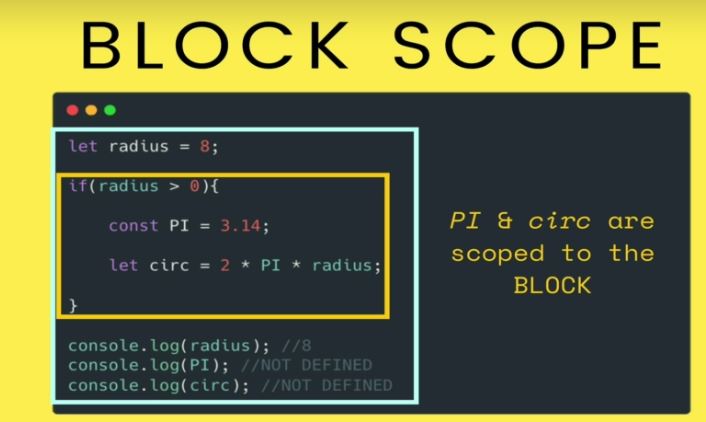 BLOCK SCOPE
let radius = 8;
if(radius > 0){
const PI = 3.14;
let circ = 2 * PI * radius;
}
console.log(radius); //8
console.log(PI); //NOT DEFINED
console.log(circ); //NOT DEFINED
PI & circ are
scoped to the
BLOCK